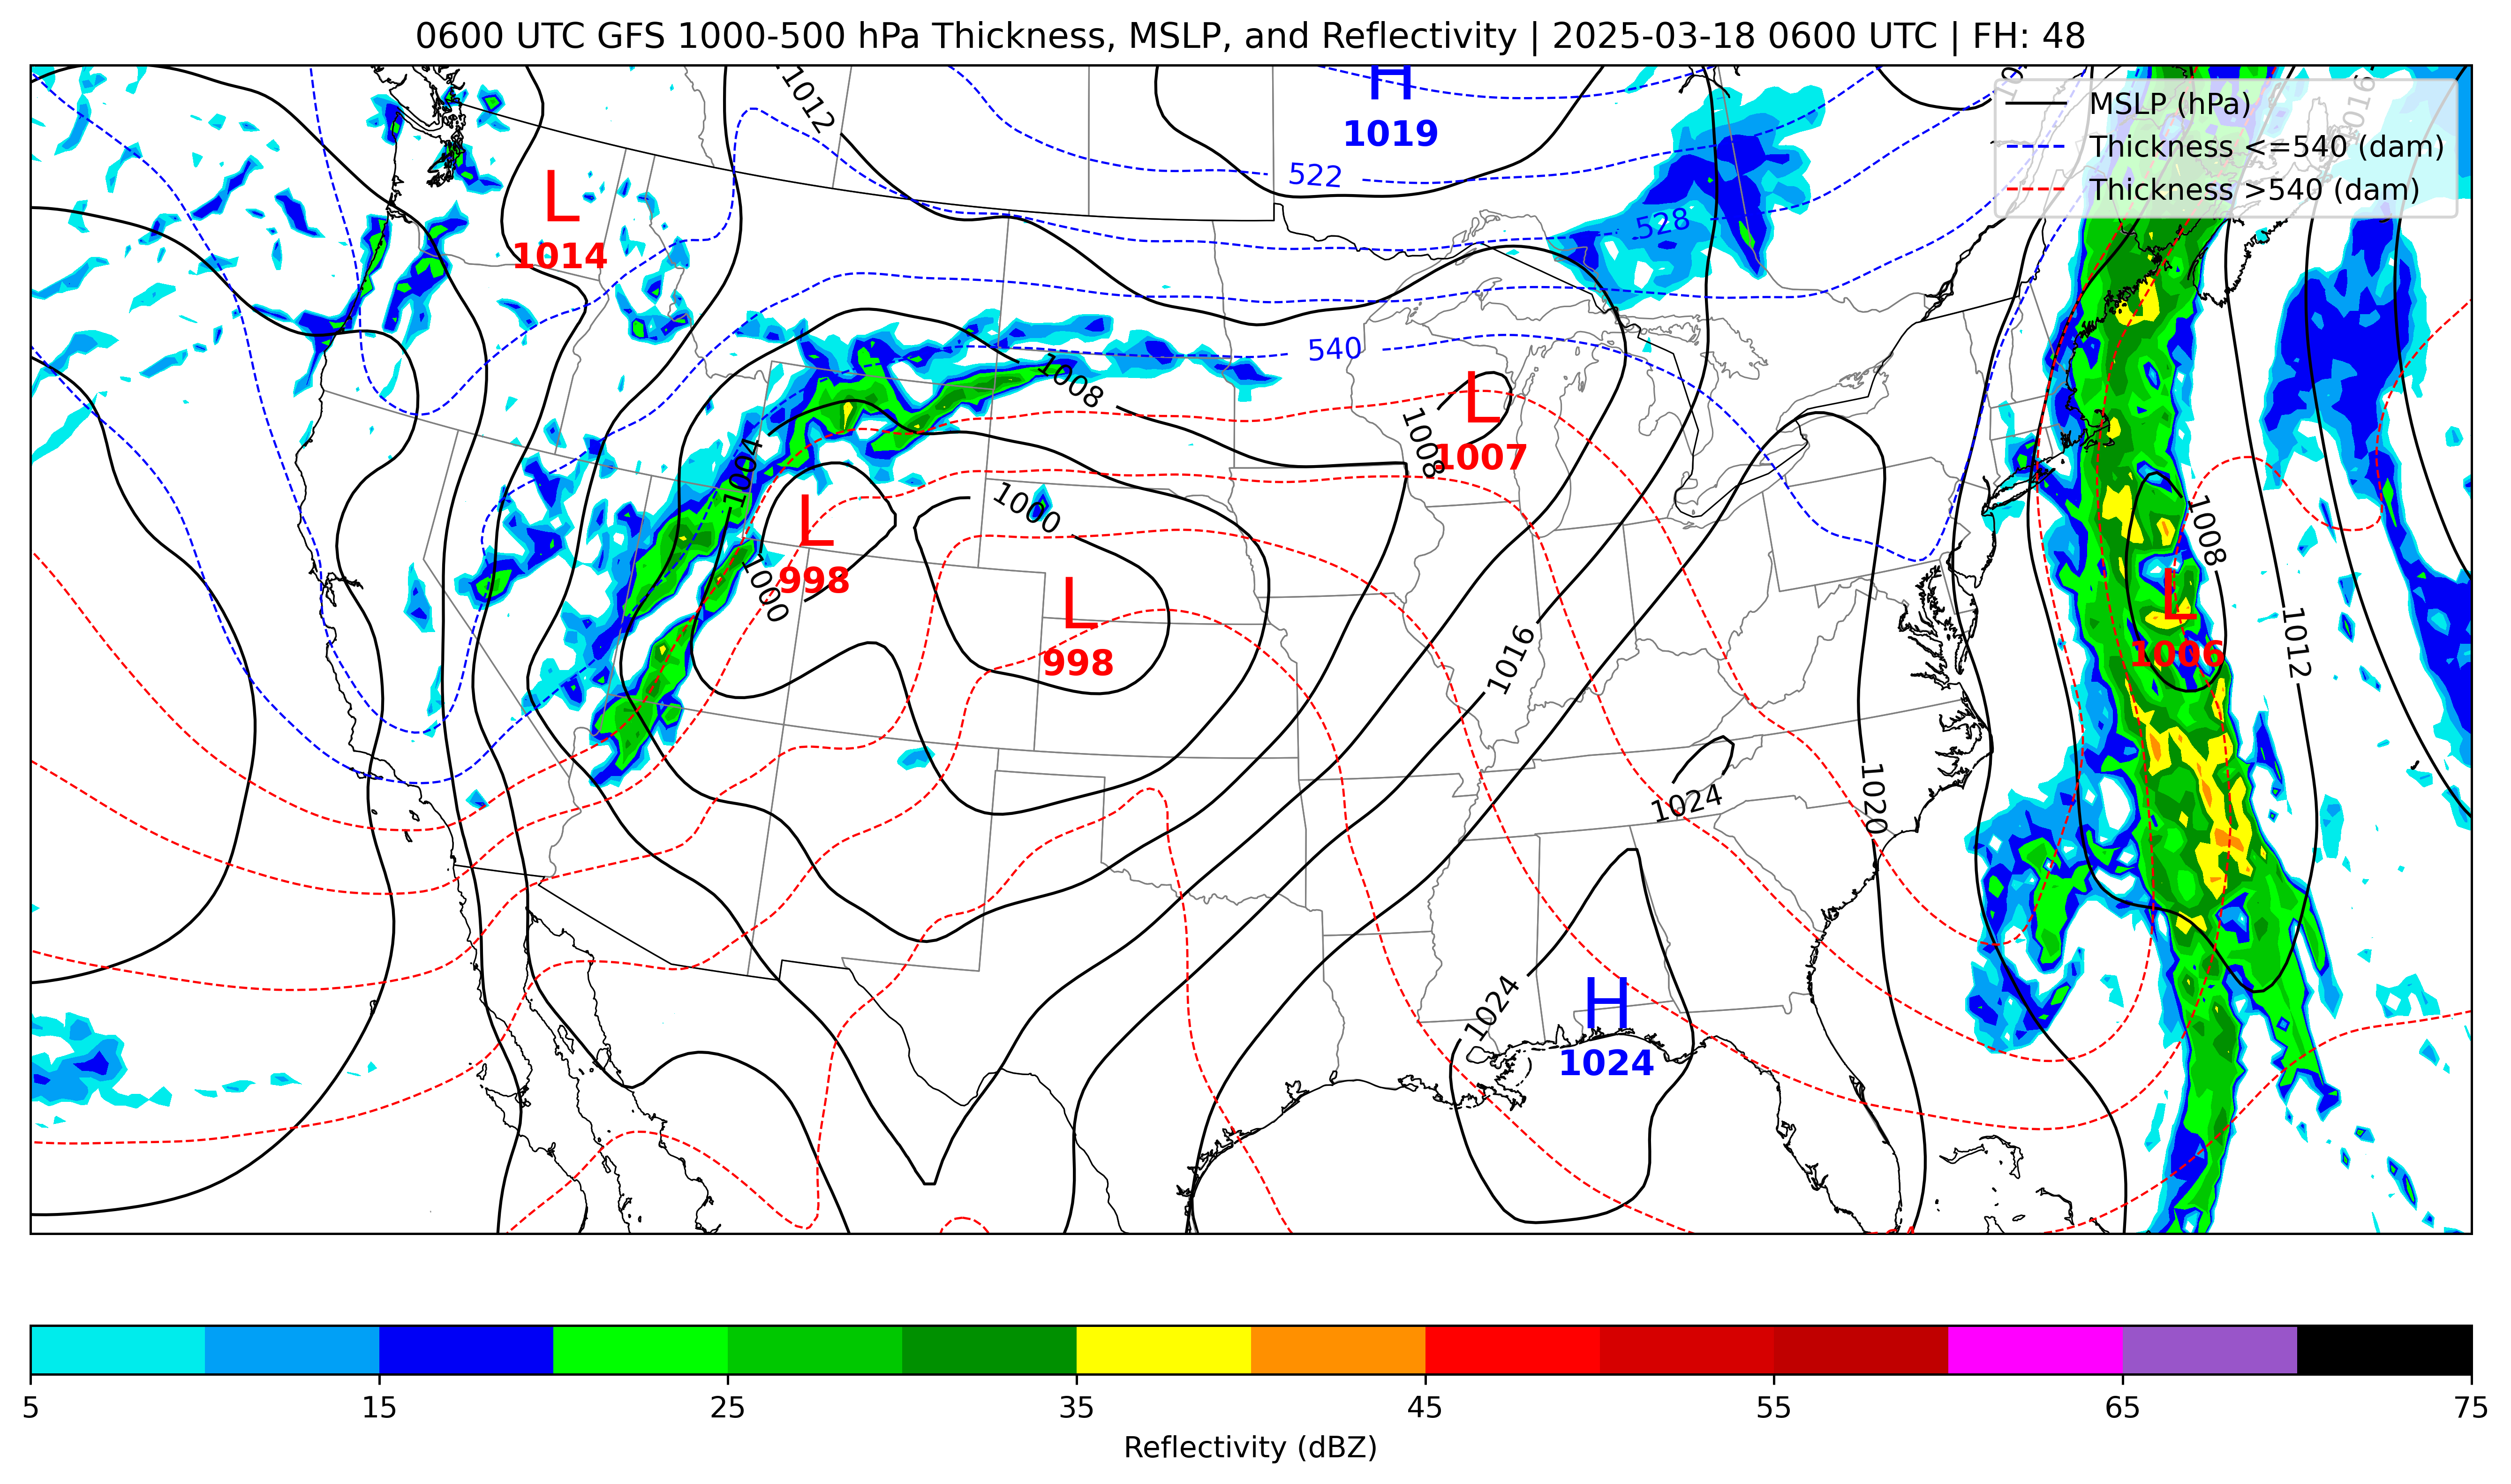 0600 UTC GFS 1000-500 hPa Thickness, MSLP, and Reflectivity | 2025-03-18 0600 UTC | FH: 48
MSLP (hPa)
Thickness <=540 (dam)
Thickness >540 (dam)
H
1019
1012
1016
522
L
1014
528
540
1008
L
1007
1008
1004
1000
L
998
1000
L
998
1008
L
1006
1012
1016
1024
1020
1024
H
1024
5
15
25
35
45
55
65
75
Reflectivity (dBZ)